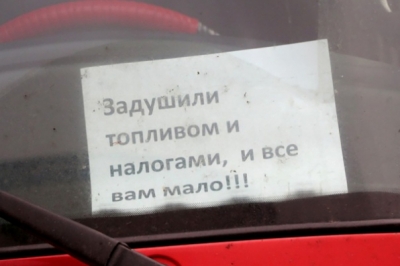 Задушили
топливом и
налогами, и все
вам мало!!!